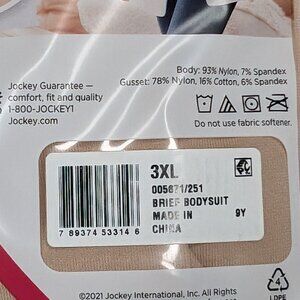 Body: 93% Nylon, 7% Spandex
Gusset: 78% Nylon, 16% Cotton, 6% Spandex
Do not use fabric softener.
Jockey Guarantee —
comfort, fit and quality
1-800-JOCKEY1
Jockey.com
3XL
005671/251
BRIEF BODYSUIT
MADE IN 9Y
CHINA
7 89374 53314 6
©2021 Jockey International, Inc. All Rights
4
LDPE